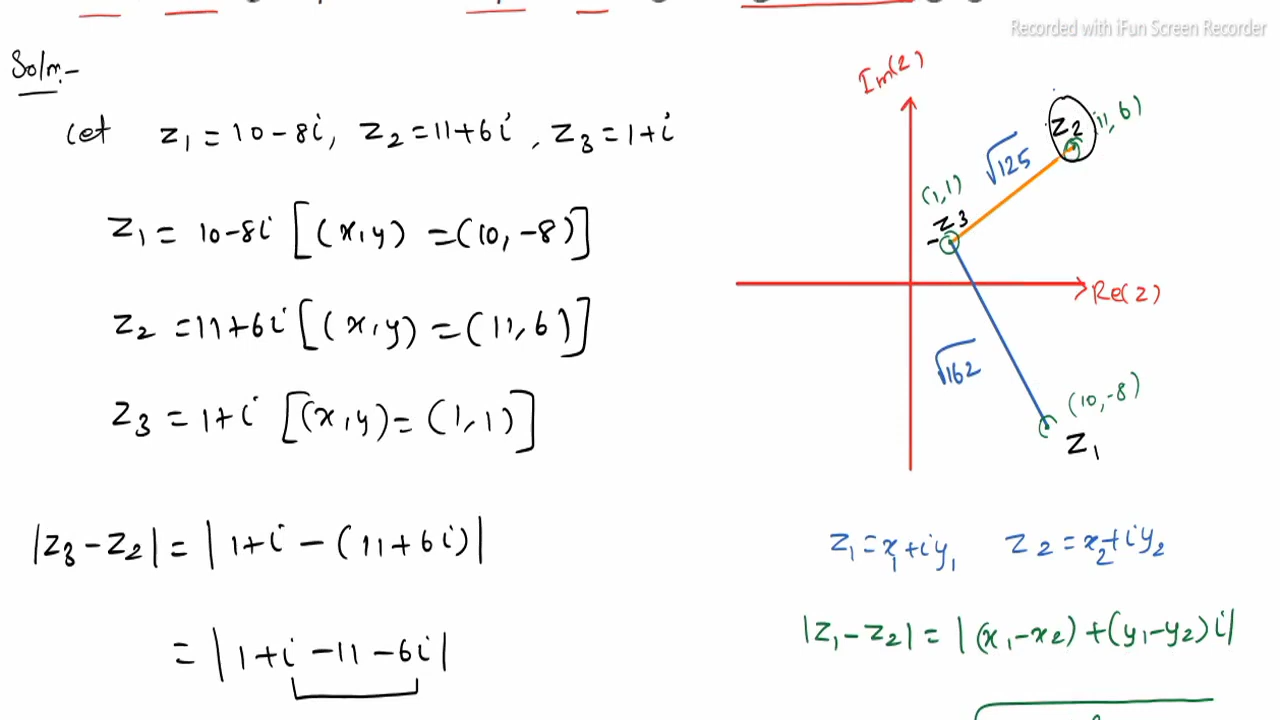 Recorded with iFun Screen Recorder
Soln:-
Let z₁ = 10-8i, z₂ = 11+6i, z₃ = 1+i
z₁ = 10-8i [(x,y) = (10,-8)]
z₂ = 11+6i [(x,y) = (11,6)]
z₃ = 1+i [(x,y) = (1,1)]
|z₃-z₂| = |1+i-(11+6i)|
= |1+i-11-6i|
Im(z)
z₂ (11,6)
√125
(1,1)
z₃
Re(z)
√162
(10,-8)
z₁
z₁ = x₁+iy₁ z₂ = x₂+iy₂
|z₁-z₂| = |(x₁-x₂)+(y₁-y₂)i|